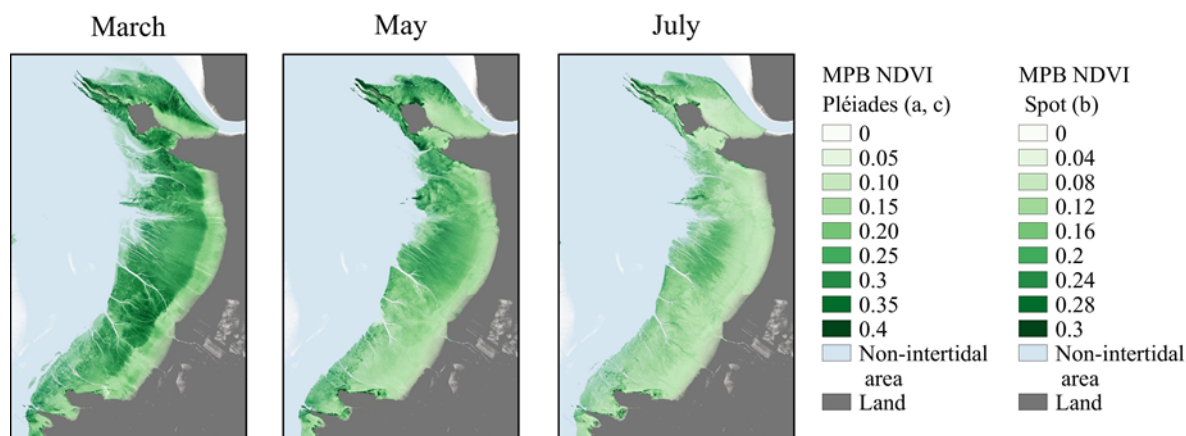 March
May
July
MPB NDVI
Pléiades (a, c)
0
0.05
0.10
0.15
0.20
0.25
0.3
0.35
0.4
Non-intertidal
area
Land
MPB NDVI
Spot (b)
0
0.04
0.08
0.12
0.16
0.2
0.24
0.28
0.3
Non-intertidal
area
Land